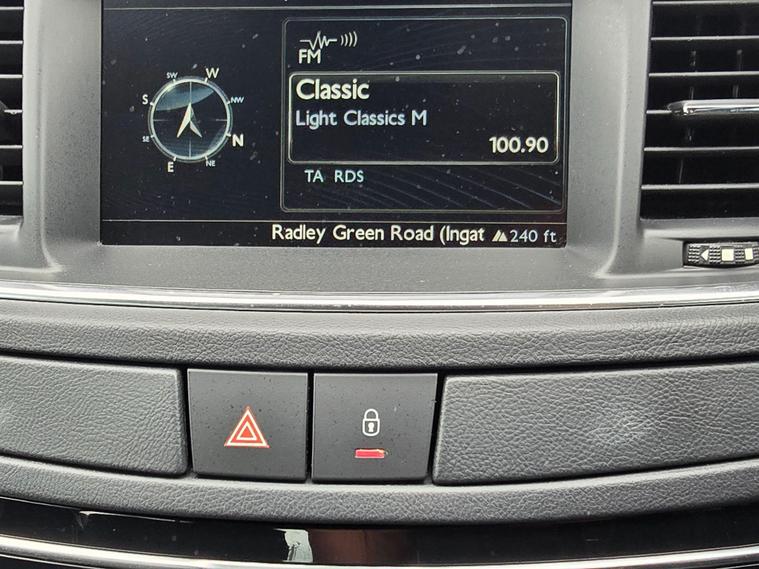 FM
Classic
Light Classics M
100.90
TA RDS
SW
W
S
NW
SE
N
E
NE
Radley Green Road (Ingat
240 ft